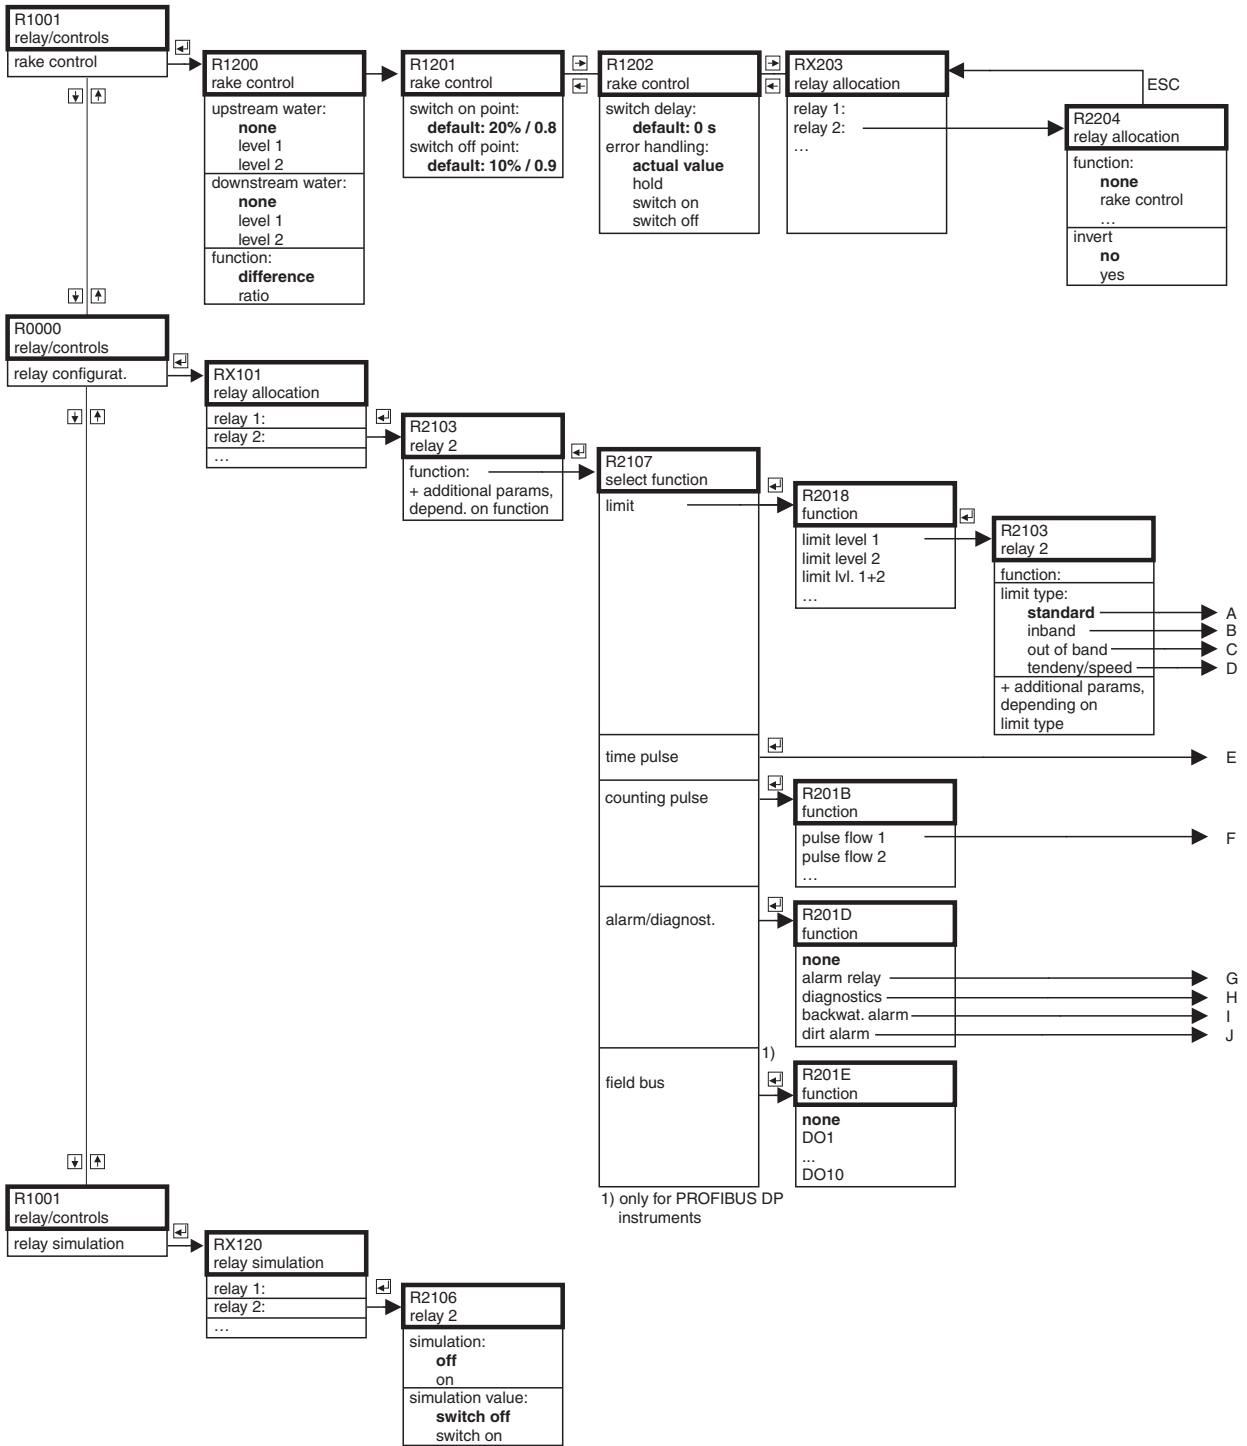 R1001
relay/controls
rake control
R1200
rake control
upstream water:
none
level 1
level 2
downstream water:
none
level 1
level 2
function:
difference
ratio
R1201
rake control
switch on point:
default: 20% / 0.8
switch off point:
default: 10% / 0.9
R1202
rake control
switch delay:
default: 0 s
error handling:
actual value
hold
switch on
switch off
RX203
relay allocation
relay 1:
relay 2:
...
ESC
R2204
relay allocation
function:
none
rake control
...
invert
no
yes
R0000
relay/controls
relay configurat.
RX101
relay allocation
relay 1:
relay 2:
...
R2103
relay 2
function:
+ additional params,
depend. on function
R2107
select function
limit
time pulse
counting pulse
alarm/diagnost.
field bus
1)
1) only for PROFIBUS DP
instruments
R2018
function
limit level 1
limit level 2
limit lvl. 1+2
...
R2103
relay 2
function:
limit type:
standard
inband
out of band
tendeny/speed
+ additional params,
depending on
limit type
A
B
C
D
E
R201B
function
pulse flow 1
pulse flow 2
...
F
R201D
function
none
alarm relay
diagnostics
backwat. alarm
dirt alarm
G
H
I
J
R201E
function
none
DO1
...
DO10
R1001
relay/controls
relay simulation
RX120
relay simulation
relay 1:
relay 2:
...
R2106
relay 2
simulation:
off
on
simulation value:
switch off
switch on